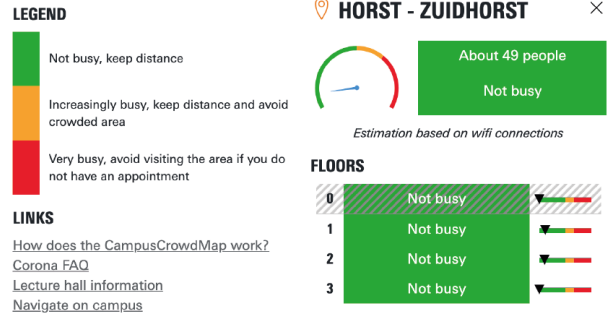 LEGEND
Not busy, keep distance
Increasingly busy, keep distance and avoid
crowded area
Very busy, avoid visiting the area if you do
not have an appointment
LINKS
How does the CampusCrowdMap work?
Corona FAQ
Lecture hall information
Navigate on campus
HORST - ZUIDHORST
About 49 people
Not busy
Estimation based on wifi connections
FLOORS
0 Not busy
1 Not busy
2 Not busy
3 Not busy